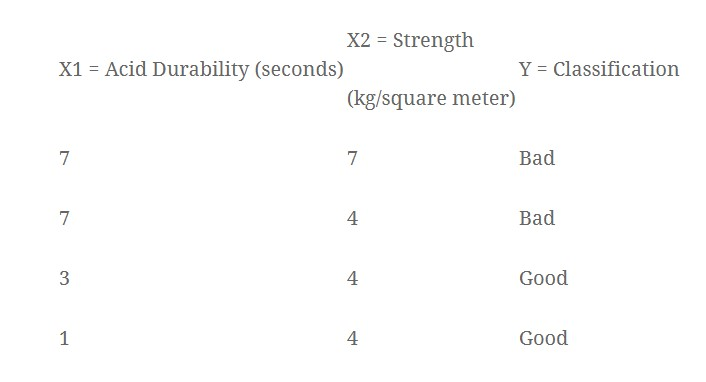 X1 = Acid Durability (seconds) X2 = Strength (kg/square meter) Y = Classification
7 7 Bad
7 4 Bad
3 4 Good
1 4 Good